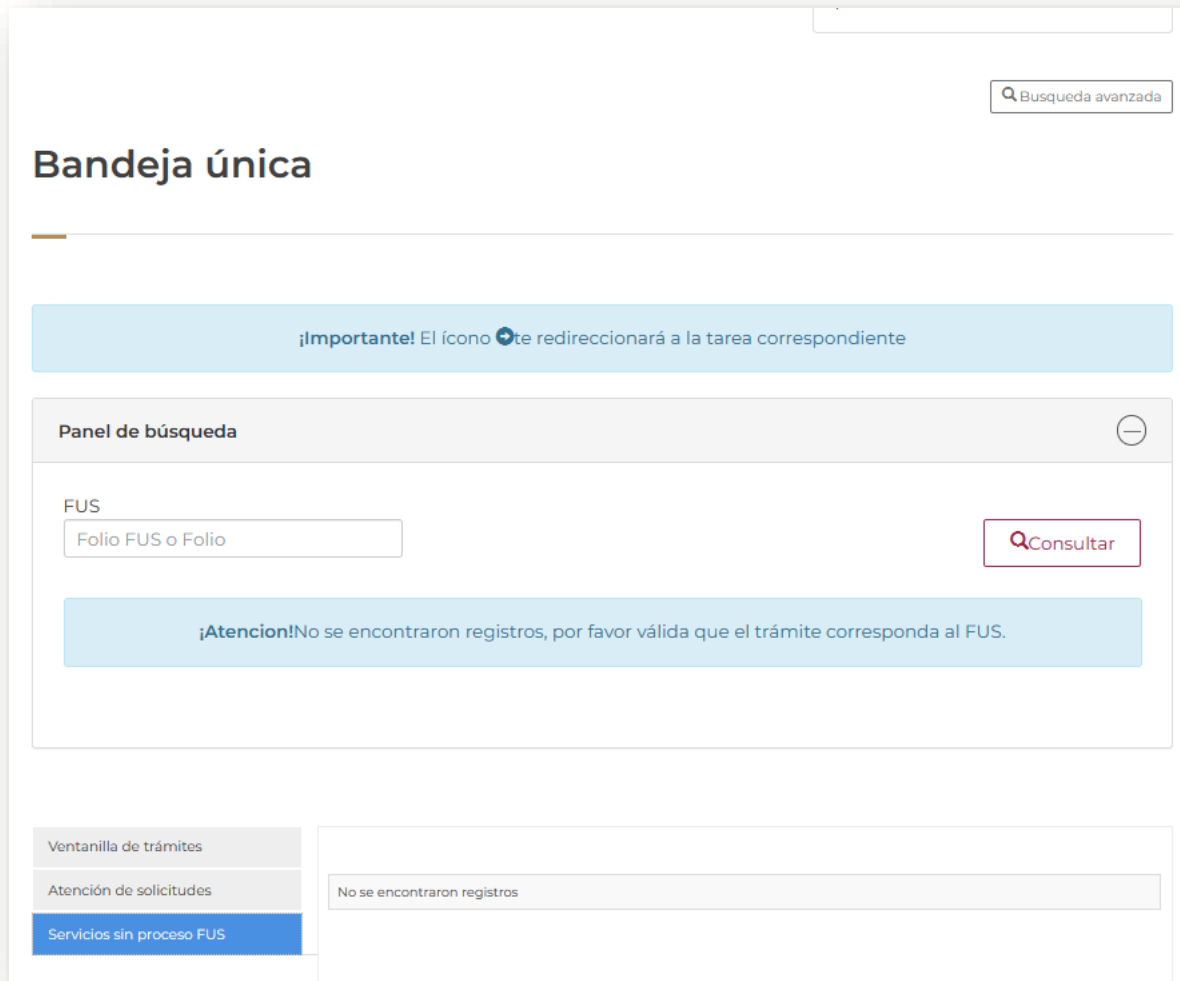 Busqueda avanzada
Bandeja única
¡Importante! El ícono te redireccionará a la tarea correspondiente
Panel de búsqueda
FUS
Folio FUS o Folio
Consultar
¡Atencion!No se encontraron registros, por favor válida que el trámite corresponda al FUS.
Ventanilla de trámites
Atención de solicitudes
No se encontraron registros
Servicios sin proceso FUS